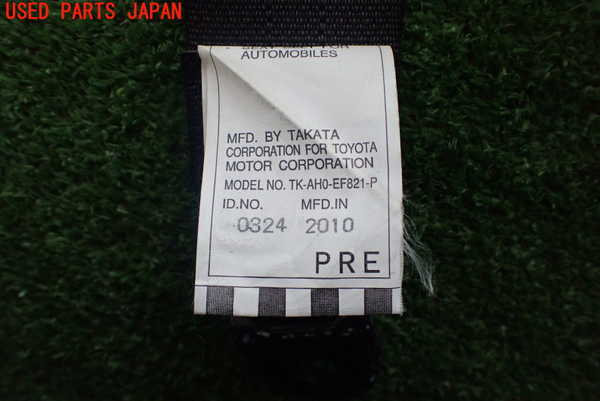 USED PARTS JAPAN
AUTOMOBILES
MFD. BY TAKATA
CORPORATION FOR TOYOTA
MOTOR CORPORATION
MODEL NO. TK-AH0-EF821-P
ID.NO. MFD.IN
0324 2010
PRE